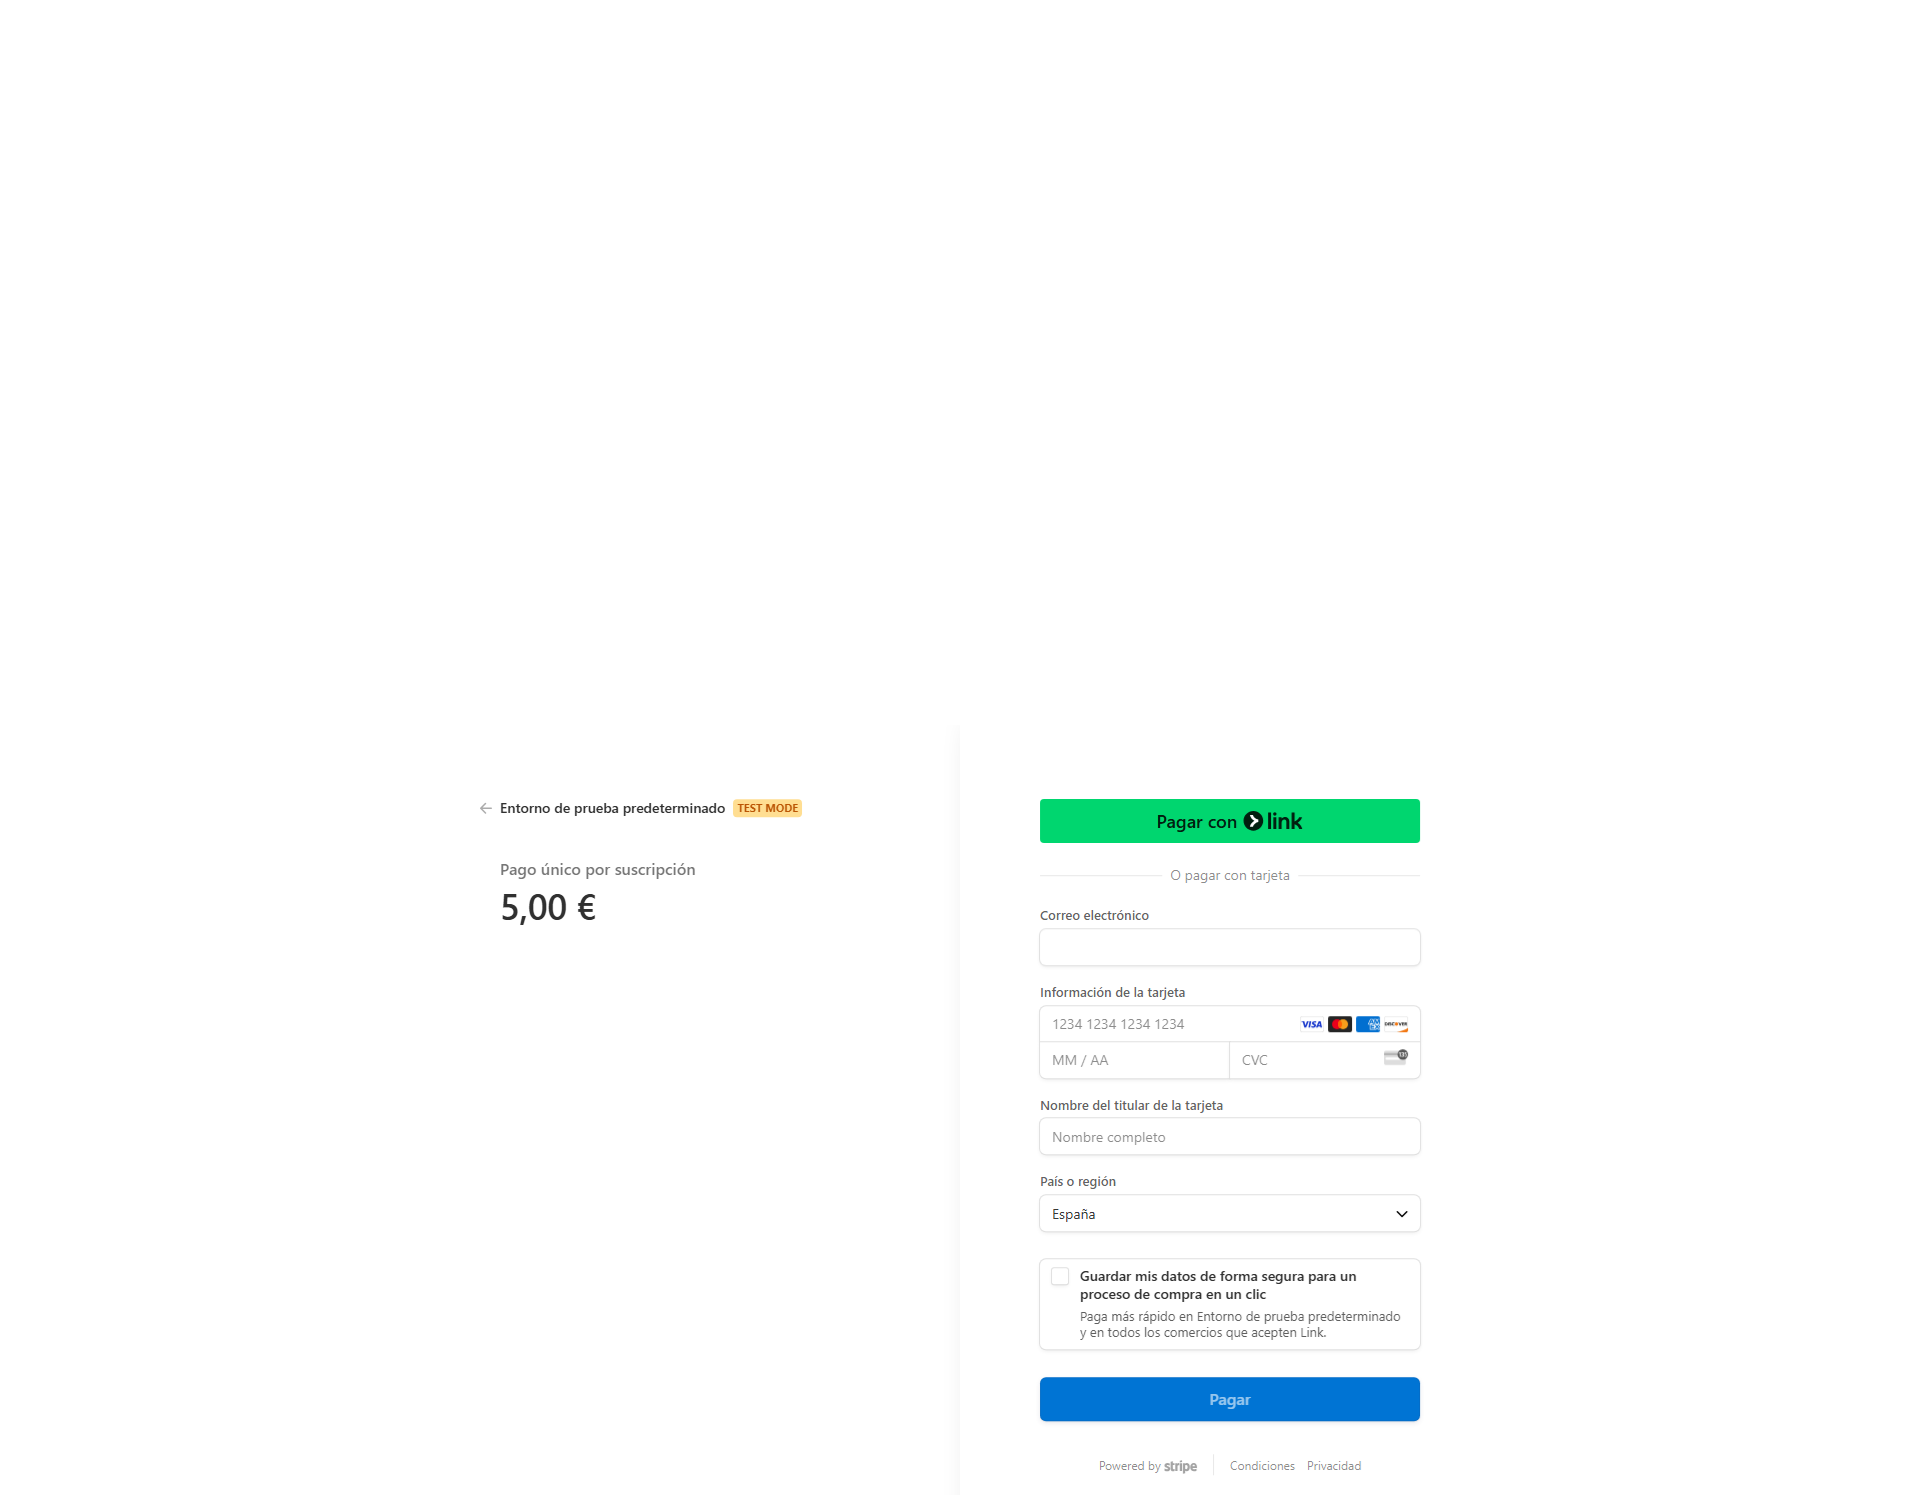 Entorno de prueba predeterminado TEST MODE
Pago único por suscripción
5,00 €
Pagar con link
O pagar con tarjeta
Correo electrónico
Información de la tarjeta
1234 1234 1234 1234 VISA AMEX DISCOVER
MM / AA CVC
Nombre del titular de la tarjeta
Nombre completo
País o región
España
Guardar mis datos de forma segura para un
proceso de compra en un clic
Paga más rápido en Entorno de prueba predeterminado
y en todos los comercios que acepten Link.
Pagar
Powered by stripe Condiciones Privacidad